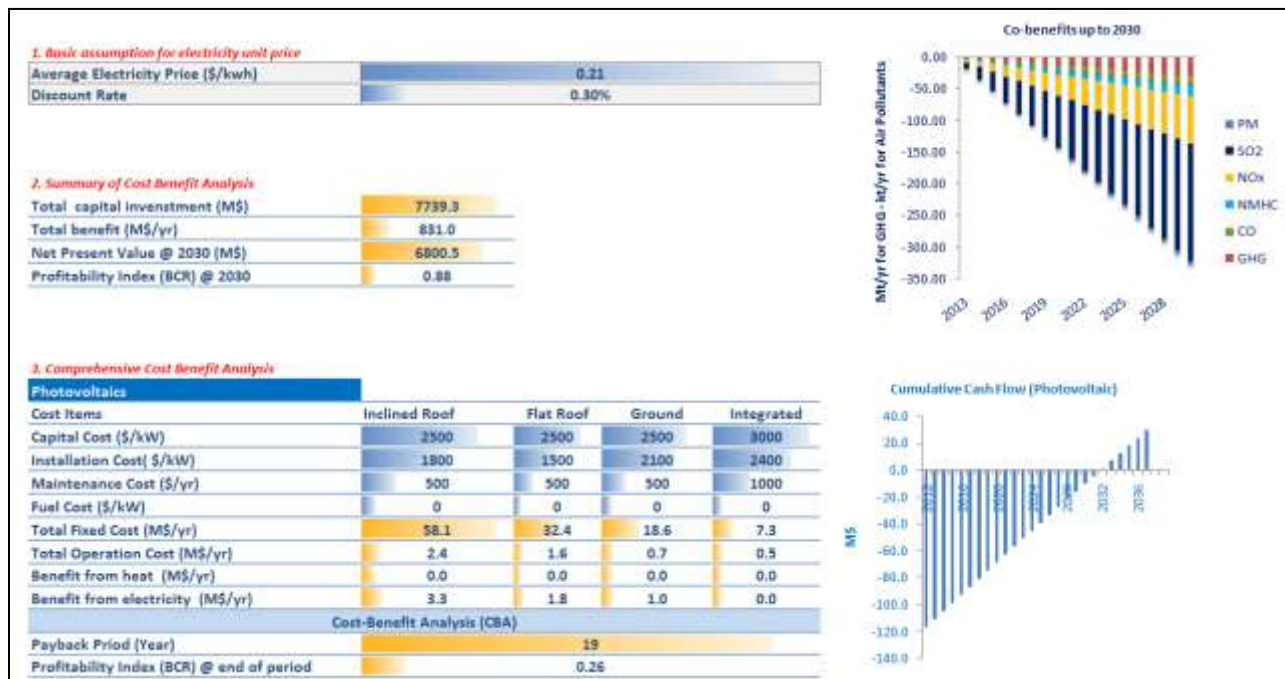 1. Basic assumption for electricity unit price
Average Electricity Price ($/kwh) 0.21
Discount Rate 0.30%
2. Summary of Cost Benefit Analysis
Total capital invenstment (M$) 7739.3
Total benefit (M$/yr) 831.0
Net Present Value @ 2030 (M$) 6800.5
Profitability Index (BCR) @ 2030 0.88
Co-benefits up to 2030
Mt/yr for GHG - kt/yr for Air Pollutants
0.00
-50.00
-100.00
-150.00
-200.00
-250.00
-300.00
-350.00
2013 2016 2019 2022 2025 2028
PM
SO2
NOx
NMHC
CO
GHG
3. Comprehensive Cost Benefit Analysis
Photovoltaics
Cost Items Inclined Roof Flat Roof Ground Integrated
Capital Cost ($/kW) 2500 2500 2500 3000
Installation Cost( $/kW) 1800 1500 2100 2400
Maintenance Cost ($/yr) 500 500 500 1000
Fuel Cost ($/kW) 0 0 0 0
Total Fixed Cost (M$/yr) 58.1 32.4 18.6 7.3
Total Operation Cost (M$/yr) 2.4 1.6 0.7 0.5
Benefit from heat (M$/yr) 0.0 0.0 0.0 0.0
Benefit from electricity (M$/yr) 3.3 1.8 1.0 0.0
Cost-Benefit Analysis (CBA)
Payback Priod (Year) 19
Profitability Index (BCR) @ end of period 0.26
Cumulative Cash Flow (Photovoltaic)
M$
40.0
20.0
0.0
-20.0
-40.0
-60.0
-80.0
-100.0
-120.0
-140.0
2032 2036